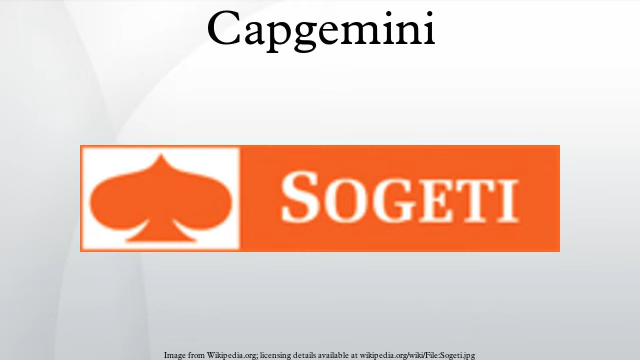 Capgemini
SOGETI
Image from Wikipedia.org; licensing details available at wikipedia.org/wiki/File:Sogeti.jpg